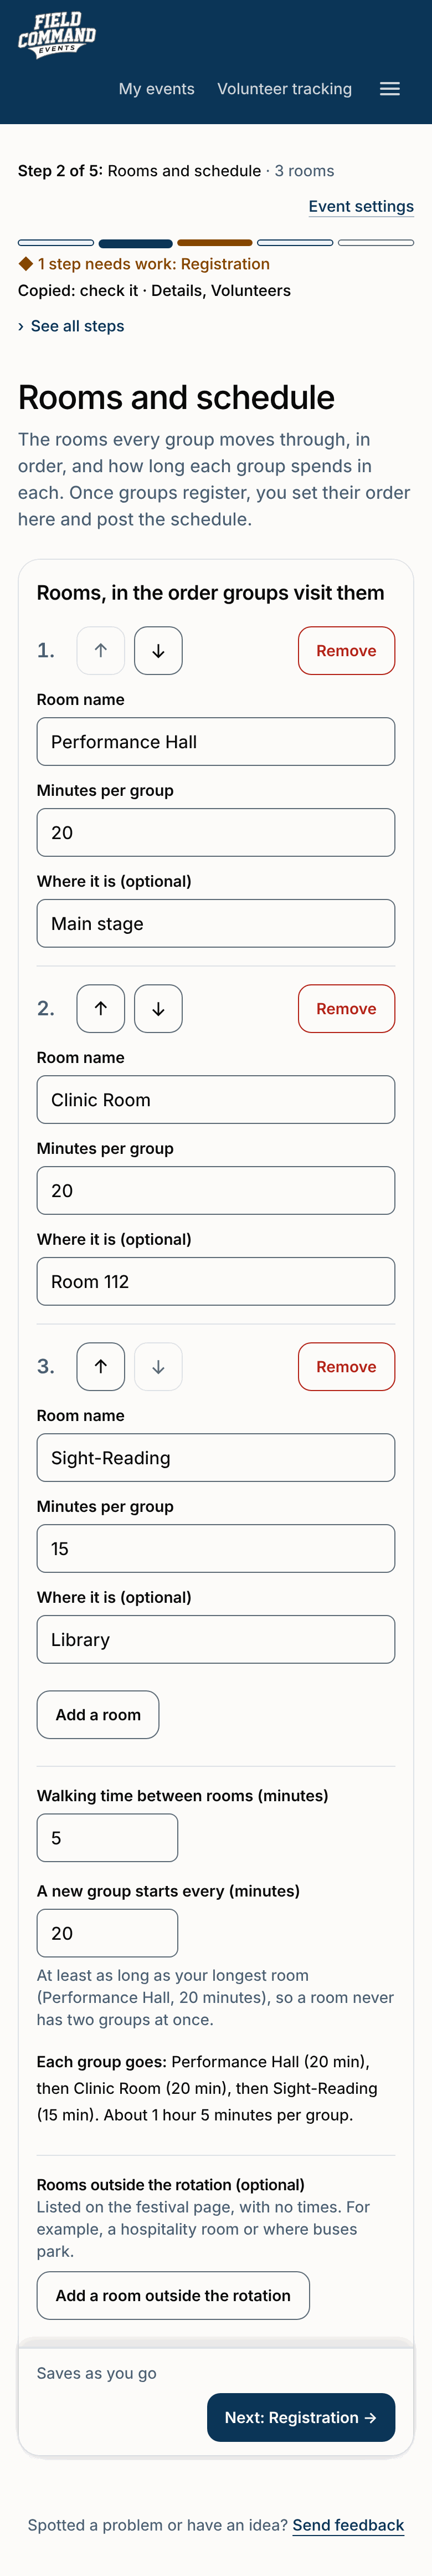 FIELD
COMMAND
EVENTS
My events Volunteer tracking
Step 2 of 5: Rooms and schedule · 3 rooms
Event settings
◆ 1 step needs work: Registration
Copied: check it · Details, Volunteers
› See all steps
Rooms and schedule
The rooms every group moves through, in
order, and how long each group spends in
each. Once groups register, you set their order
here and post the schedule.
Rooms, in the order groups visit them
1. ↑ ↓ Remove
Room name
Performance Hall
Minutes per group
20
Where it is (optional)
Main stage
2. ↑ ↓ Remove
Room name
Clinic Room
Minutes per group
20
Where it is (optional)
Room 112
3. ↑ ↓ Remove
Room name
Sight-Reading
Minutes per group
15
Where it is (optional)
Library
Add a room
Walking time between rooms (minutes)
5
A new group starts every (minutes)
20
At least as long as your longest room
(Performance Hall, 20 minutes), so a room never
has two groups at once.
Each group goes: Performance Hall (20 min),
then Clinic Room (20 min), then Sight-Reading
(15 min). About 1 hour 5 minutes per group.
Rooms outside the rotation (optional)
Listed on the festival page, with no times. For
example, a hospitality room or where buses
park.
Add a room outside the rotation
Saves as you go
Next: Registration →
Spotted a problem or have an idea? Send feedback